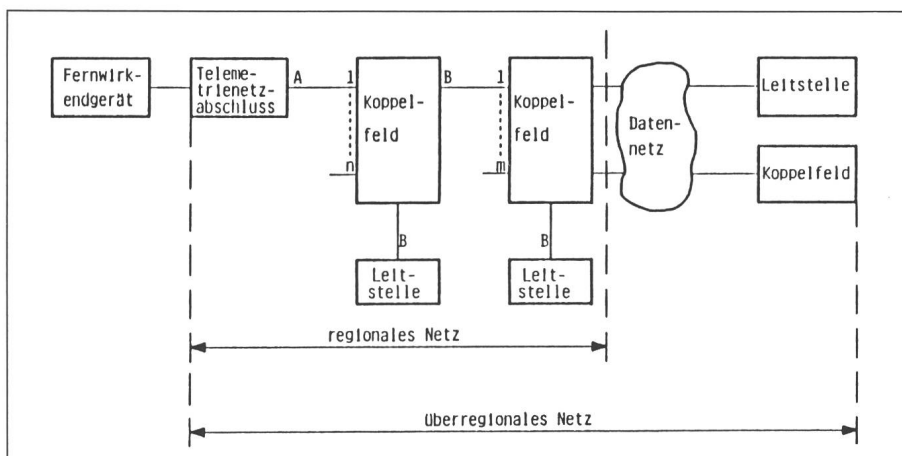 Fernwirk-
endgerät
Teleme-
trienetz-
abschluss
A
1
n
Koppel-
feld
B
1
m
Koppel-
feld
Daten-
netz
Leitstelle
Koppelfeld
B
Leit-
stelle
B
Leit-
stelle
regionales Netz
überregionales Netz